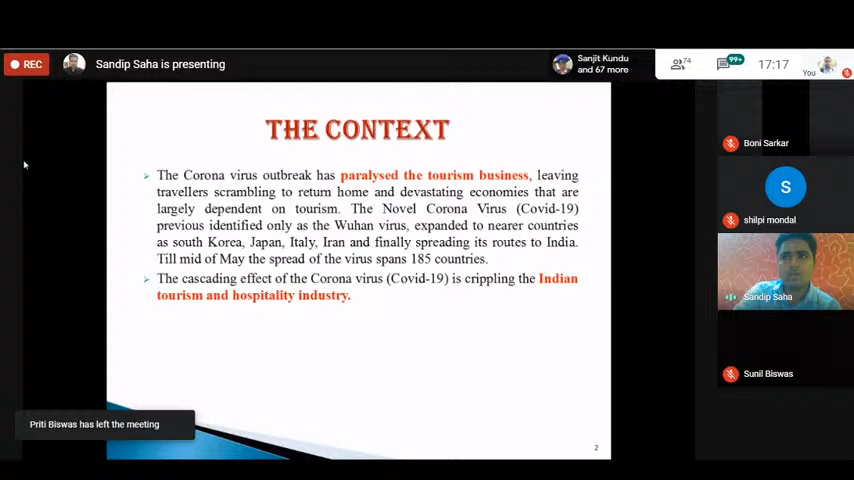 REC
Sandip Saha is presenting
Sanjit Kundu
and 67 more
74
99+
17:17
You
THE CONTEXT
The Corona virus outbreak has paralysed the tourism business, leaving
travellers scrambling to return home and devastating economies that are
largely dependent on tourism. The Novel Corona Virus (Covid-19)
previous identified only as the Wuhan virus, expanded to nearer countries
as south Korea, Japan, Italy, Iran and finally spreading its routes to India.
Till mid of May the spread of the virus spans 185 countries.
The cascading effect of the Corona virus (Covid-19) is crippling the Indian
tourism and hospitality industry.
2
Boni Sarkar
S
shilpi mondal
Sandip Saha
Sunil Biswas
Priti Biswas has left the meeting